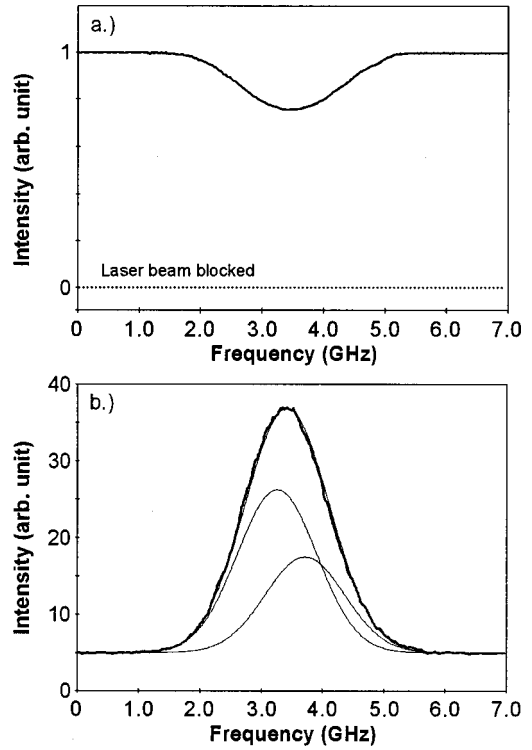 a.)
Intensity (arb. unit)
1
0
Laser beam blocked
0 1.0 2.0 3.0 4.0 5.0 6.0 7.0
Frequency (GHz)
b.)
Intensity (arb. unit)
40
30
20
10
0
0 1.0 2.0 3.0 4.0 5.0 6.0 7.0
Frequency (GHz)